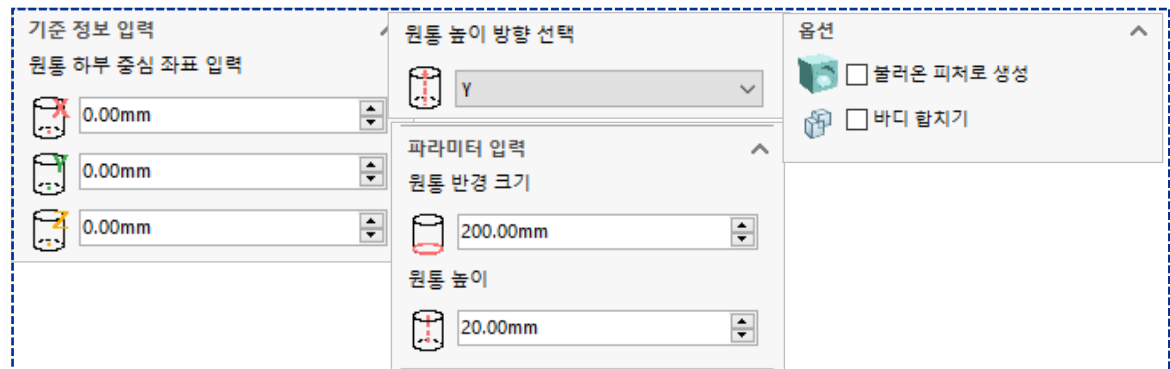 기준 정보 입력
원통 하부 중심 좌표 입력
X
0.00mm
Y
0.00mm
Z
0.00mm
원통 높이 방향 선택
Y
파라미터 입력
원통 반경 크기
200.00mm
원통 높이
20.00mm
옵션
불러온 피처로 생성
바디 합치기